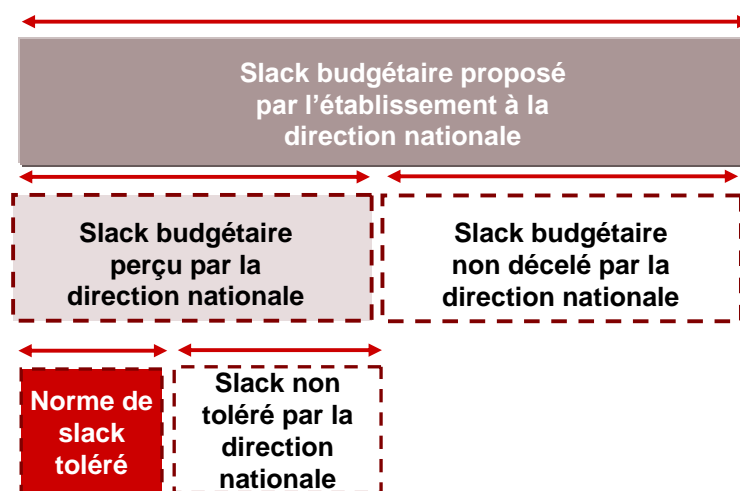 Slack budgétaire proposé
par l'établissement à la
direction nationale
Slack budgétaire
perçu par la
direction nationale
Slack budgétaire
non décelé par la
direction nationale
Norme de
slack
toléré
Slack non
toléré par la
direction
nationale